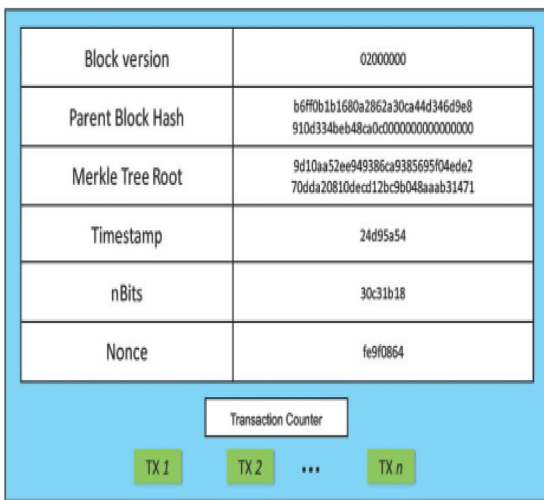 Block version 02000000
Parent Block Hash b6ff0b1b1680a2862a30ca44d346d9e8
910d334beb48ca0c0000000000000000
Merkle Tree Root 9d10aa52ee949386ca9385695f04ede2
70dda20810decd12bc9b048aaab31471
Timestamp 24d95a54
nBits 30c31b18
Nonce fe9f0864
Transaction Counter
TX 1 TX 2 ... TX n